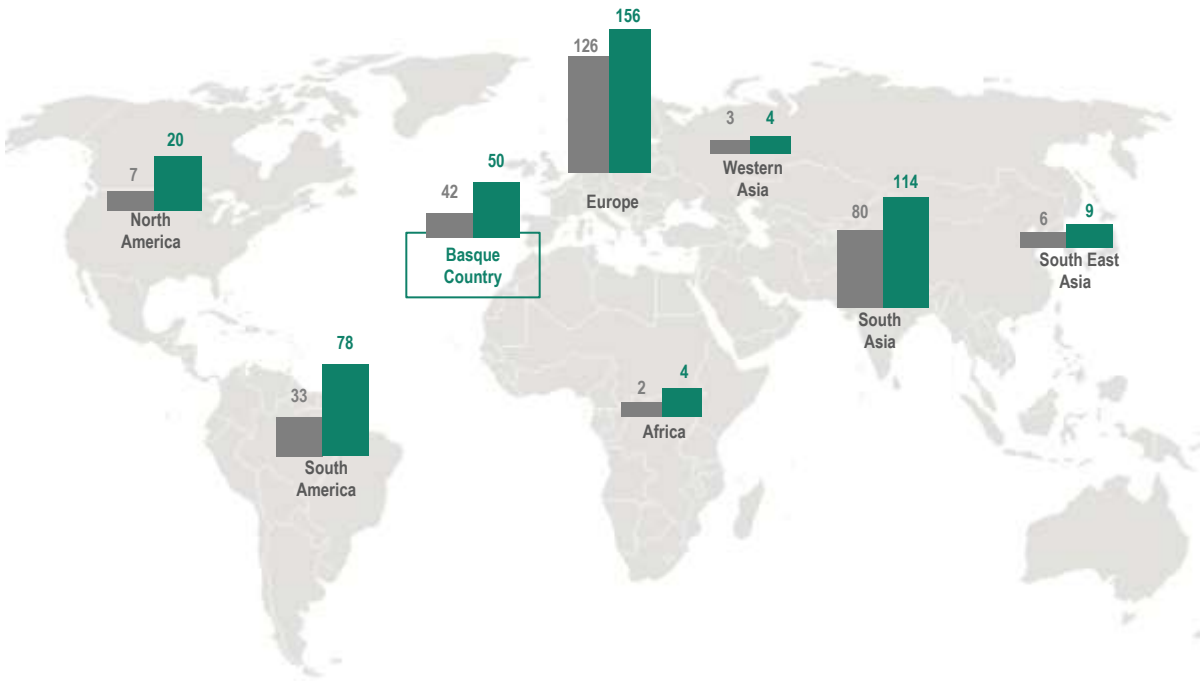 156
126
3
4
Western
Asia
20
7
North
America
50
42
Basque
Country
Europe
114
80
South
Asia
9
6
South East
Asia
78
33
South
America
4
2
Africa